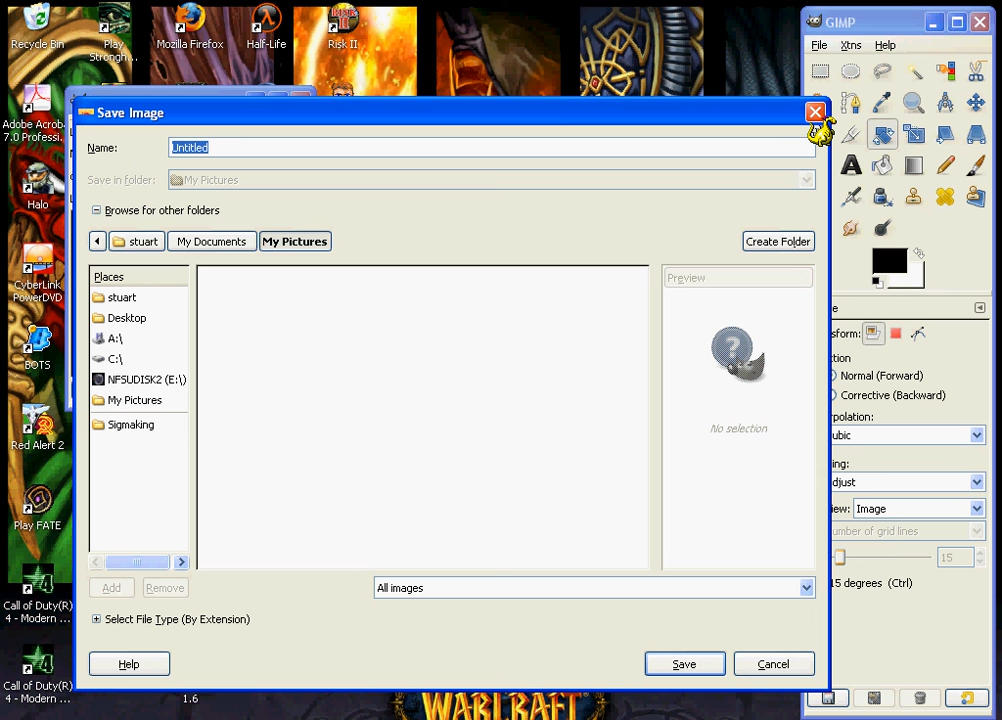 Recycle Bin
Play
Strongh...
Mozilla Firefox
Half-Life
Risk II
GIMP
File Xtns Help
Adobe Acrob...
7.0 Professi...
Halo
CyberLink
PowerDVD
BOTS
Red Alert 2
Play FATE
Call of Duty(R)
4 - Modern ...
Call of Duty(R)
4 - Modern ...
1.6
Save Image
Name: Untitled
Save in folder: My Pictures
Browse for other folders
stuart My Documents My Pictures Create Folder
Places
stuart
Desktop
A:\
C:\
NFSUDISK2 (E:\)
My Pictures
Sigmaking
Preview
No selection
Add Remove All images
Select File Type (By Extension)
Help Save Cancel
sform:
ction
Normal (Forward)
Corrective (Backward)
rpolation:
ubic
ing:
djust
iew: Image
umber of grid lines
15
15 degrees (Ctrl)
WARCRAFT